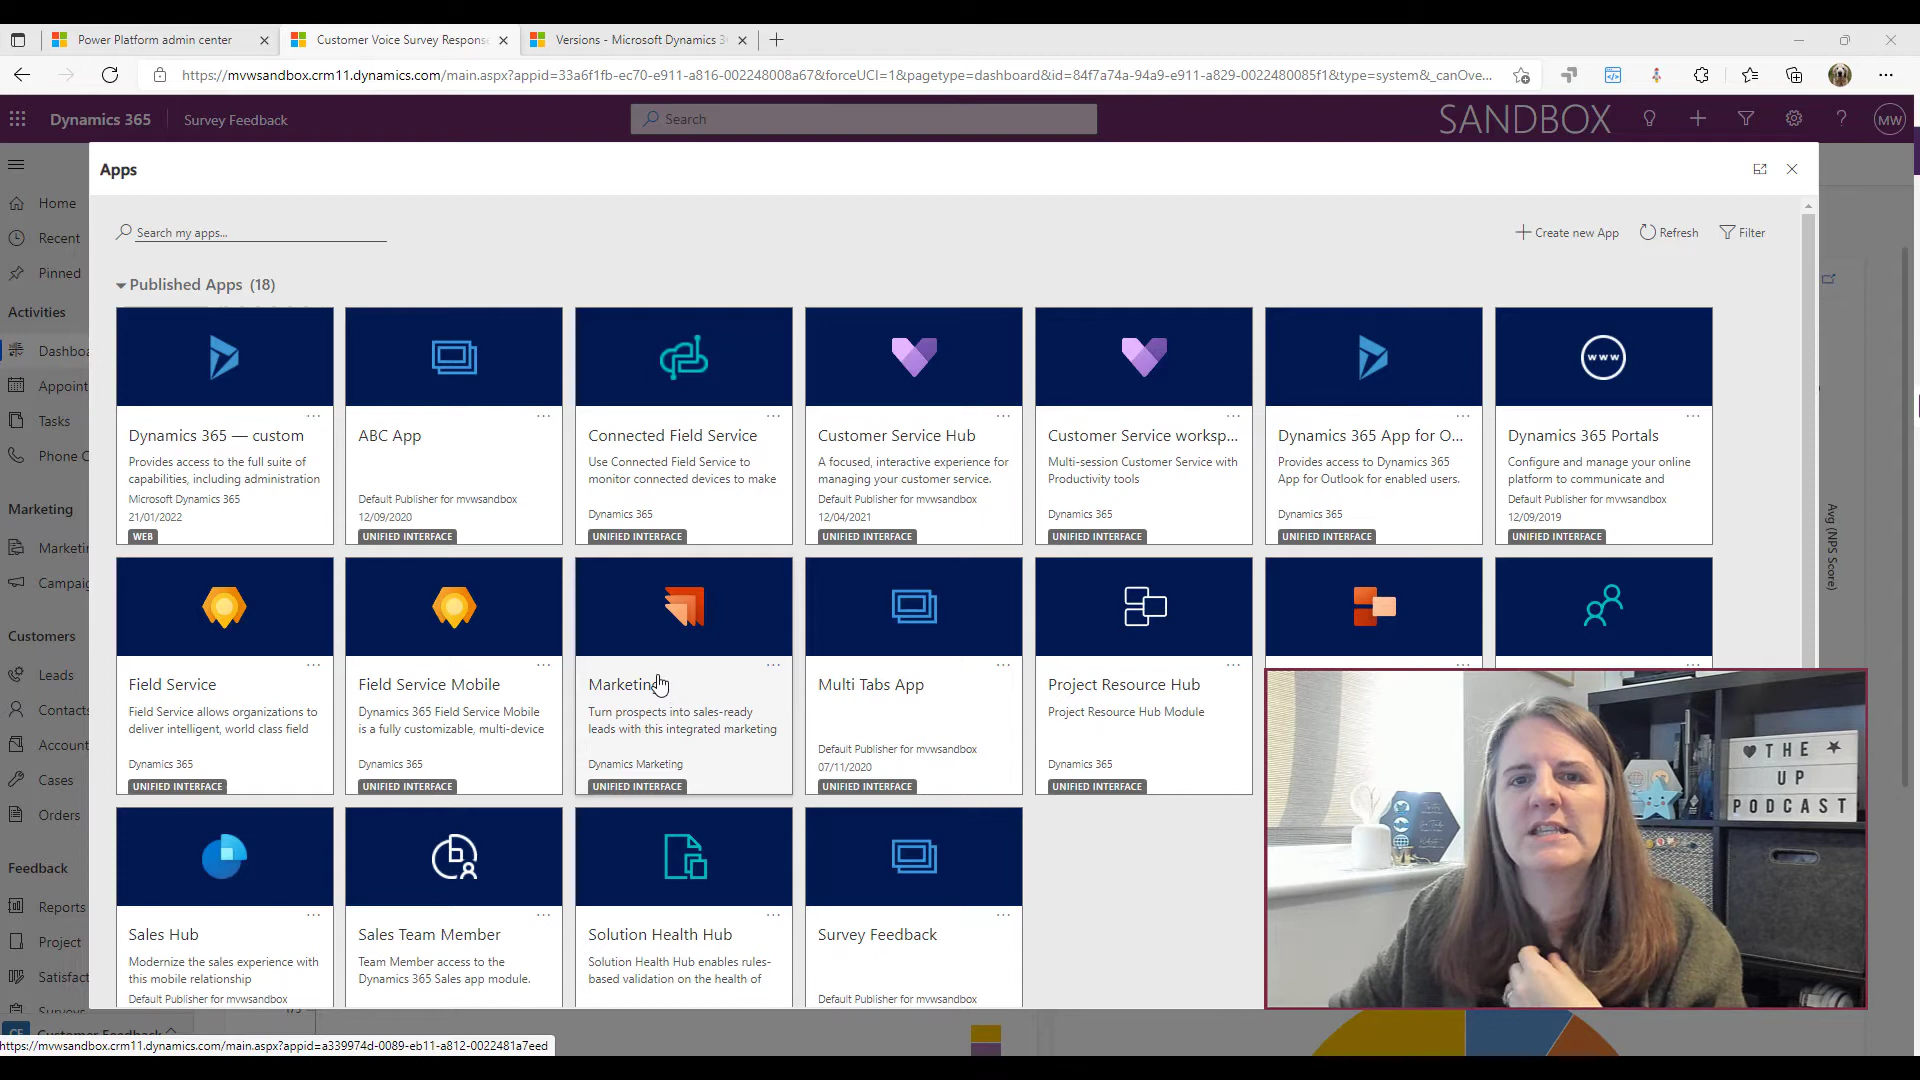 Power Platform admin center
Customer Voice Survey Respons
Versions - Microsoft Dynamics 3
https://mvwsandbox.crm11.dynamics.com/main.aspx?appid=33a6f1fb-ec70-e911-a816-002248008a67&forceUCI=1&pagetype=dashboard&id=84f7a74a-94a9-e911-a829-0022480085f1&type=system&_canOve...
Dynamics 365
Survey Feedback
Search
SANDBOX
MW
Apps
Search my apps...
Create new App
Refresh
Filter
Home
Recent
Pinned
Activities
Dashbo
Appoint
Tasks
Phone C
Marketing
Marketi
Campaig
Customers
Leads
Contacts
Account
Cases
Orders
Feedback
Reports
Project
Satisfact
Surveys
CF Customer Feedback
Published Apps (18)
Dynamics 365 — custom
Provides access to the full suite of
capabilities, including administration
Microsoft Dynamics 365
21/01/2022
WEB
ABC App
Default Publisher for mvwsandbox
12/09/2020
UNIFIED INTERFACE
Connected Field Service
Use Connected Field Service to
monitor connected devices to make
Dynamics 365
UNIFIED INTERFACE
Customer Service Hub
A focused, interactive experience for
managing your customer service.
Default Publisher for mvwsandbox
12/04/2021
UNIFIED INTERFACE
Customer Service worksp...
Multi-session Customer Service with
Productivity tools
Dynamics 365
UNIFIED INTERFACE
Dynamics 365 App for O...
Provides access to Dynamics 365
App for Outlook for enabled users.
Dynamics 365
UNIFIED INTERFACE
www
Dynamics 365 Portals
Configure and manage your online
platform to communicate and
Default Publisher for mvwsandbox
12/09/2019
UNIFIED INTERFACE
Avg (NPS Score)
Field Service
Field Service allows organizations to
deliver intelligent, world class field
Dynamics 365
UNIFIED INTERFACE
Field Service Mobile
Dynamics 365 Field Service Mobile
is a fully customizable, multi-device
Dynamics 365
UNIFIED INTERFACE
Marketing
Turn prospects into sales-ready
leads with this integrated marketing
Dynamics Marketing
UNIFIED INTERFACE
Multi Tabs App
Default Publisher for mvwsandbox
07/11/2020
UNIFIED INTERFACE
Project Resource Hub
Project Resource Hub Module
Dynamics 365
UNIFIED INTERFACE
Sales Hub
Modernize the sales experience with
this mobile relationship
Default Publisher for mvwsandbox
Sales Team Member
Team Member access to the
Dynamics 365 Sales app module.
Solution Health Hub
Solution Health Hub enables rules-
based validation on the health of
Survey Feedback
Default Publisher for mvwsandbox
THE
UP
PODCAST
175
https://mvwsandbox.crm11.dynamics.com/main.aspx?appid=a339974d-0089-eb11-a812-0022481a7eed